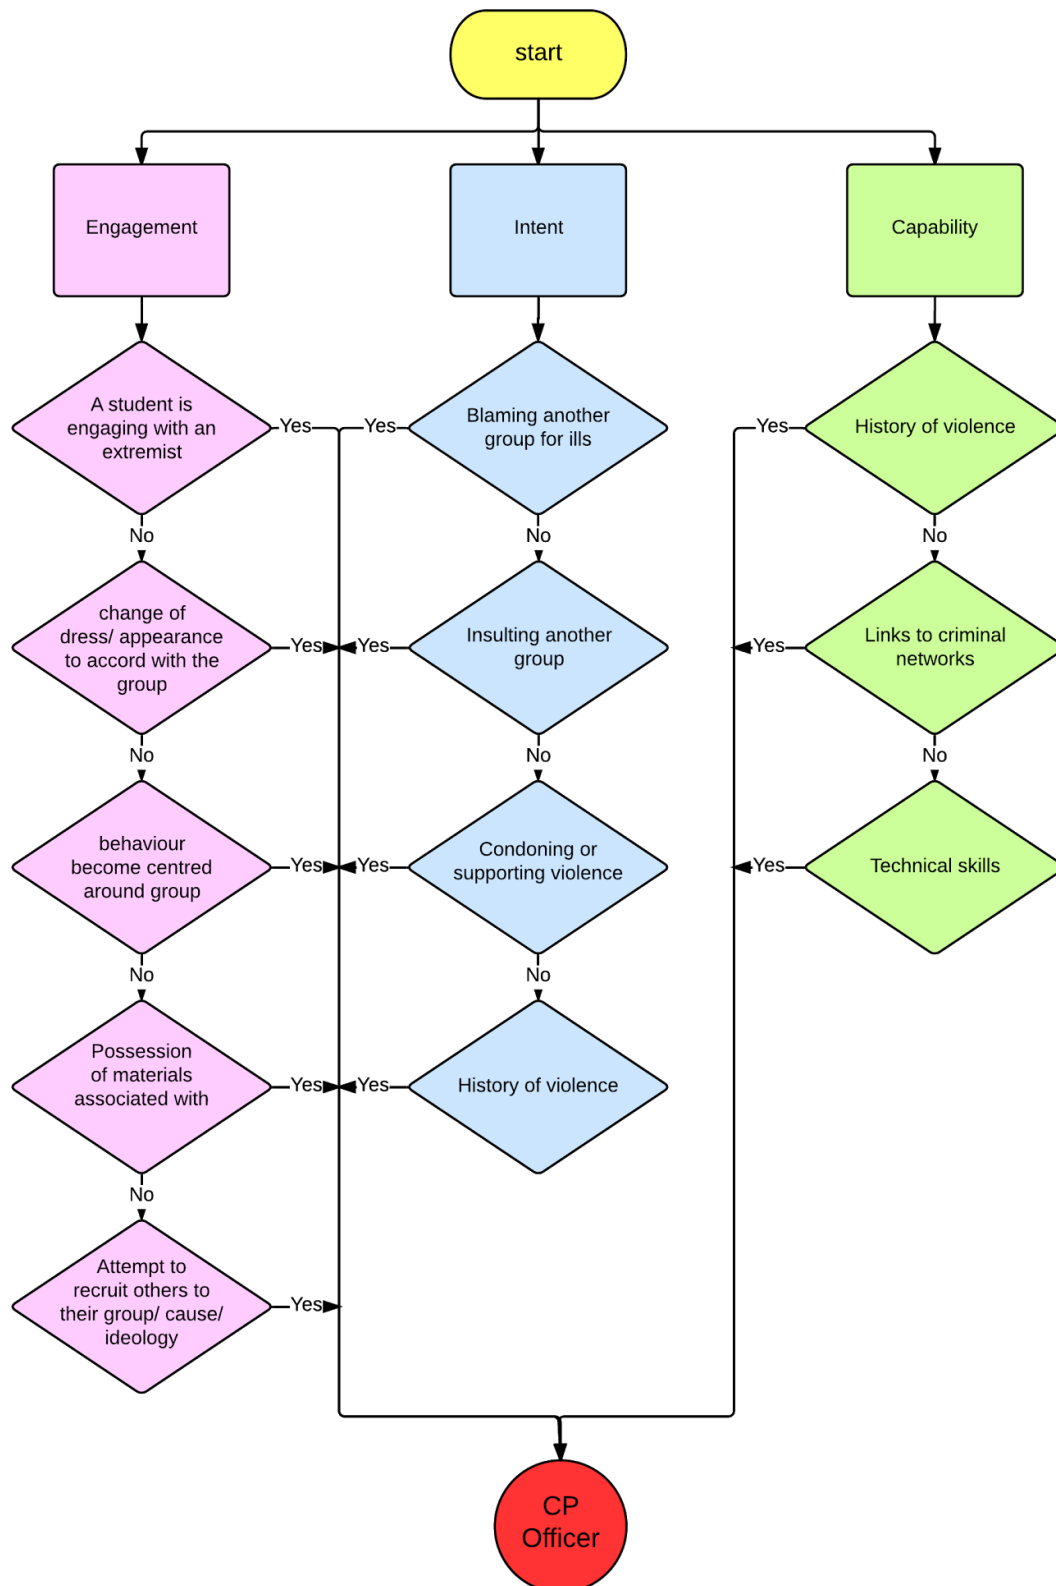 start
Engagement
Intent
Capability
A student is
engaging with an
extremist
Yes
Yes
Blaming another
group for ills
Yes
History of violence
No
No
No
change of
dress/ appearance
to accord with the
group
Yes
Yes
Insulting another
group
Yes
Links to criminal
networks
No
No
No
behaviour
become centred
around group
Yes
Yes
Condoning or
supporting violence
Yes
Technical skills
No
No
Possession
of materials
associated with
Yes
Yes
History of violence
No
Attempt to
recruit others to
their group/ cause/
ideology
Yes
CP
Officer